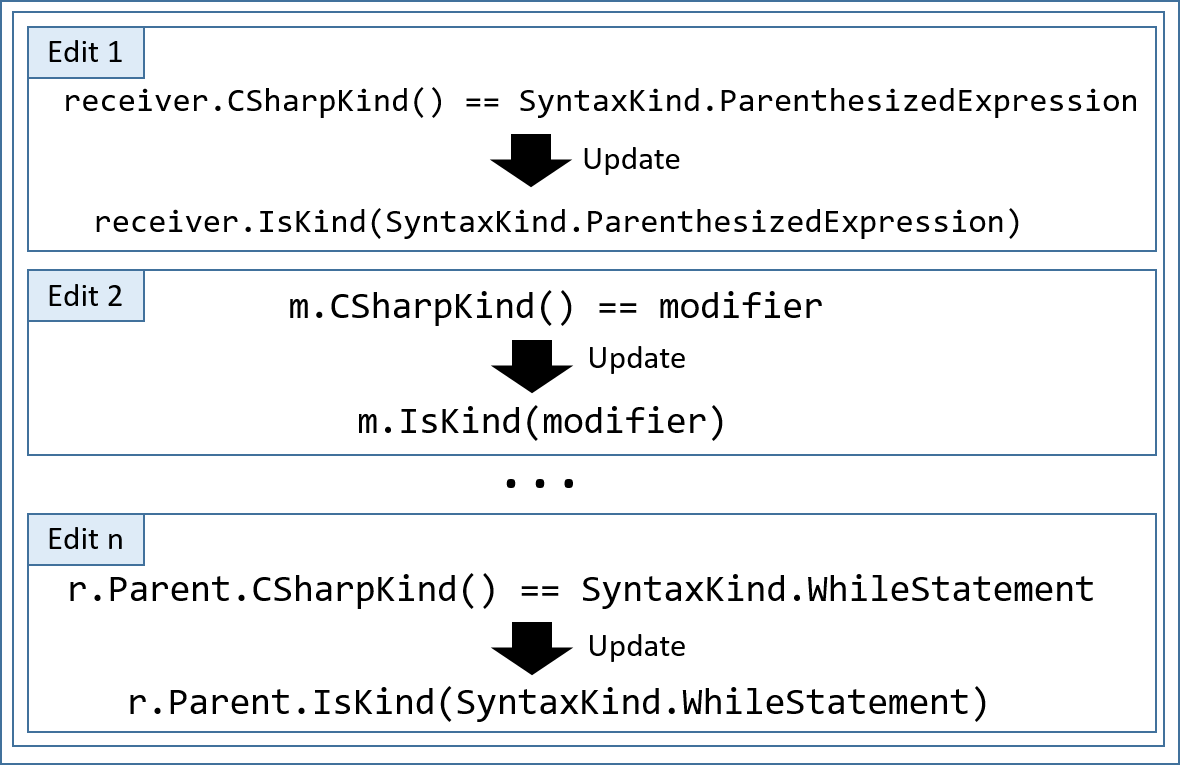 Edit 1
receiver.CSharpKind() == SyntaxKind.ParenthesizedExpression
Update
receiver.IsKind(SyntaxKind.ParenthesizedExpression)
Edit 2
m.CSharpKind() == modifier
Update
m.IsKind(modifier)
...
Edit n
r.Parent.CSharpKind() == SyntaxKind.WhileStatement
Update
r.Parent.IsKind(SyntaxKind.WhileStatement)